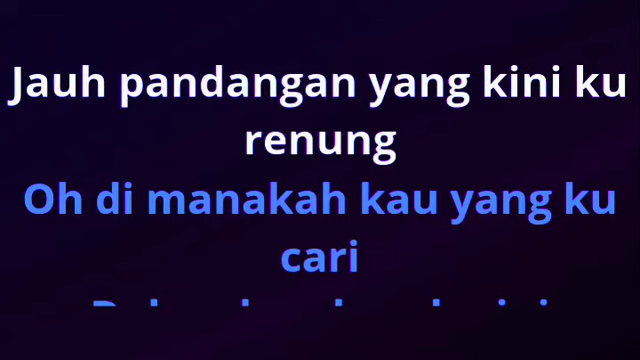 Jauh pandangan yang kini ku
renung
Oh di manakah kau yang ku
cari